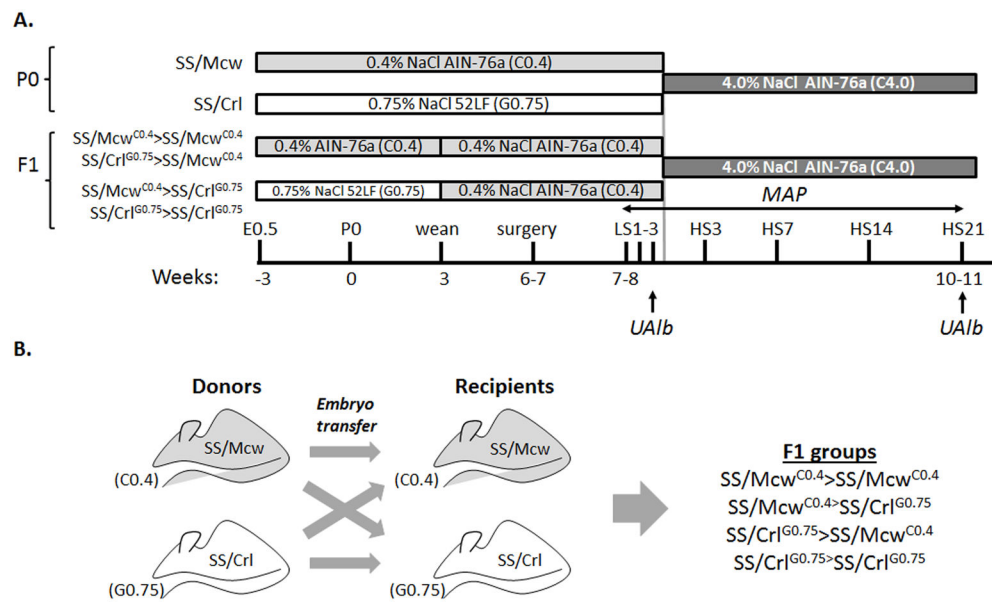 A.
P0
SS/Mcw
0.4% NaCl AIN-76a (C0.4)
4.0% NaCl AIN-76a (C4.0)
SS/Crl
0.75% NaCl 52LF (G0.75)
F1
SS/Mcw^C0.4>SS/Mcw^C0.4
SS/Crl^G0.75>SS/Mcw^C0.4
0.4% AIN-76a (C0.4)
0.4% NaCl AIN-76a (C0.4)
4.0% NaCl AIN-76a (C4.0)
SS/Mcw^C0.4>SS/Crl^G0.75
SS/Crl^G0.75>SS/Crl^G0.75
0.75% NaCl 52LF (G0.75)
0.4% NaCl AIN-76a (C0.4)
MAP
E0.5 P0 wean surgery LS1-3 HS3 HS7 HS14 HS21
Weeks: -3 0 3 6-7 7-8 10-11
UAlb UAlb
B.
Donors
Embryo
transfer
Recipients
SS/Mcw
(C0.4)
SS/Mcw
(C0.4)
SS/Crl
(G0.75)
SS/Crl
(G0.75)
F1 groups
SS/Mcw^C0.4>SS/Mcw^C0.4
SS/Mcw^C0.4>SS/Crl^G0.75
SS/Crl^G0.75>SS/Mcw^C0.4
SS/Crl^G0.75>SS/Crl^G0.75